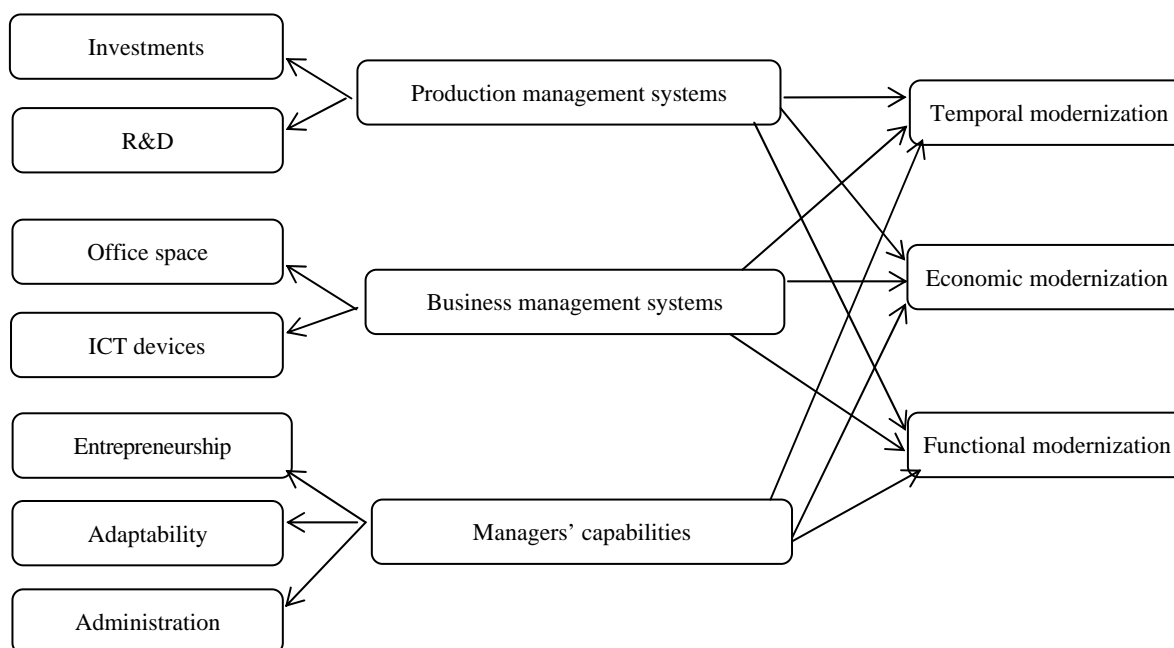 Investments
R&D
Office space
ICT devices
Entrepreneurship
Adaptability
Administration
Production management systems
Business management systems
Managers’ capabilities
Temporal modernization
Economic modernization
Functional modernization